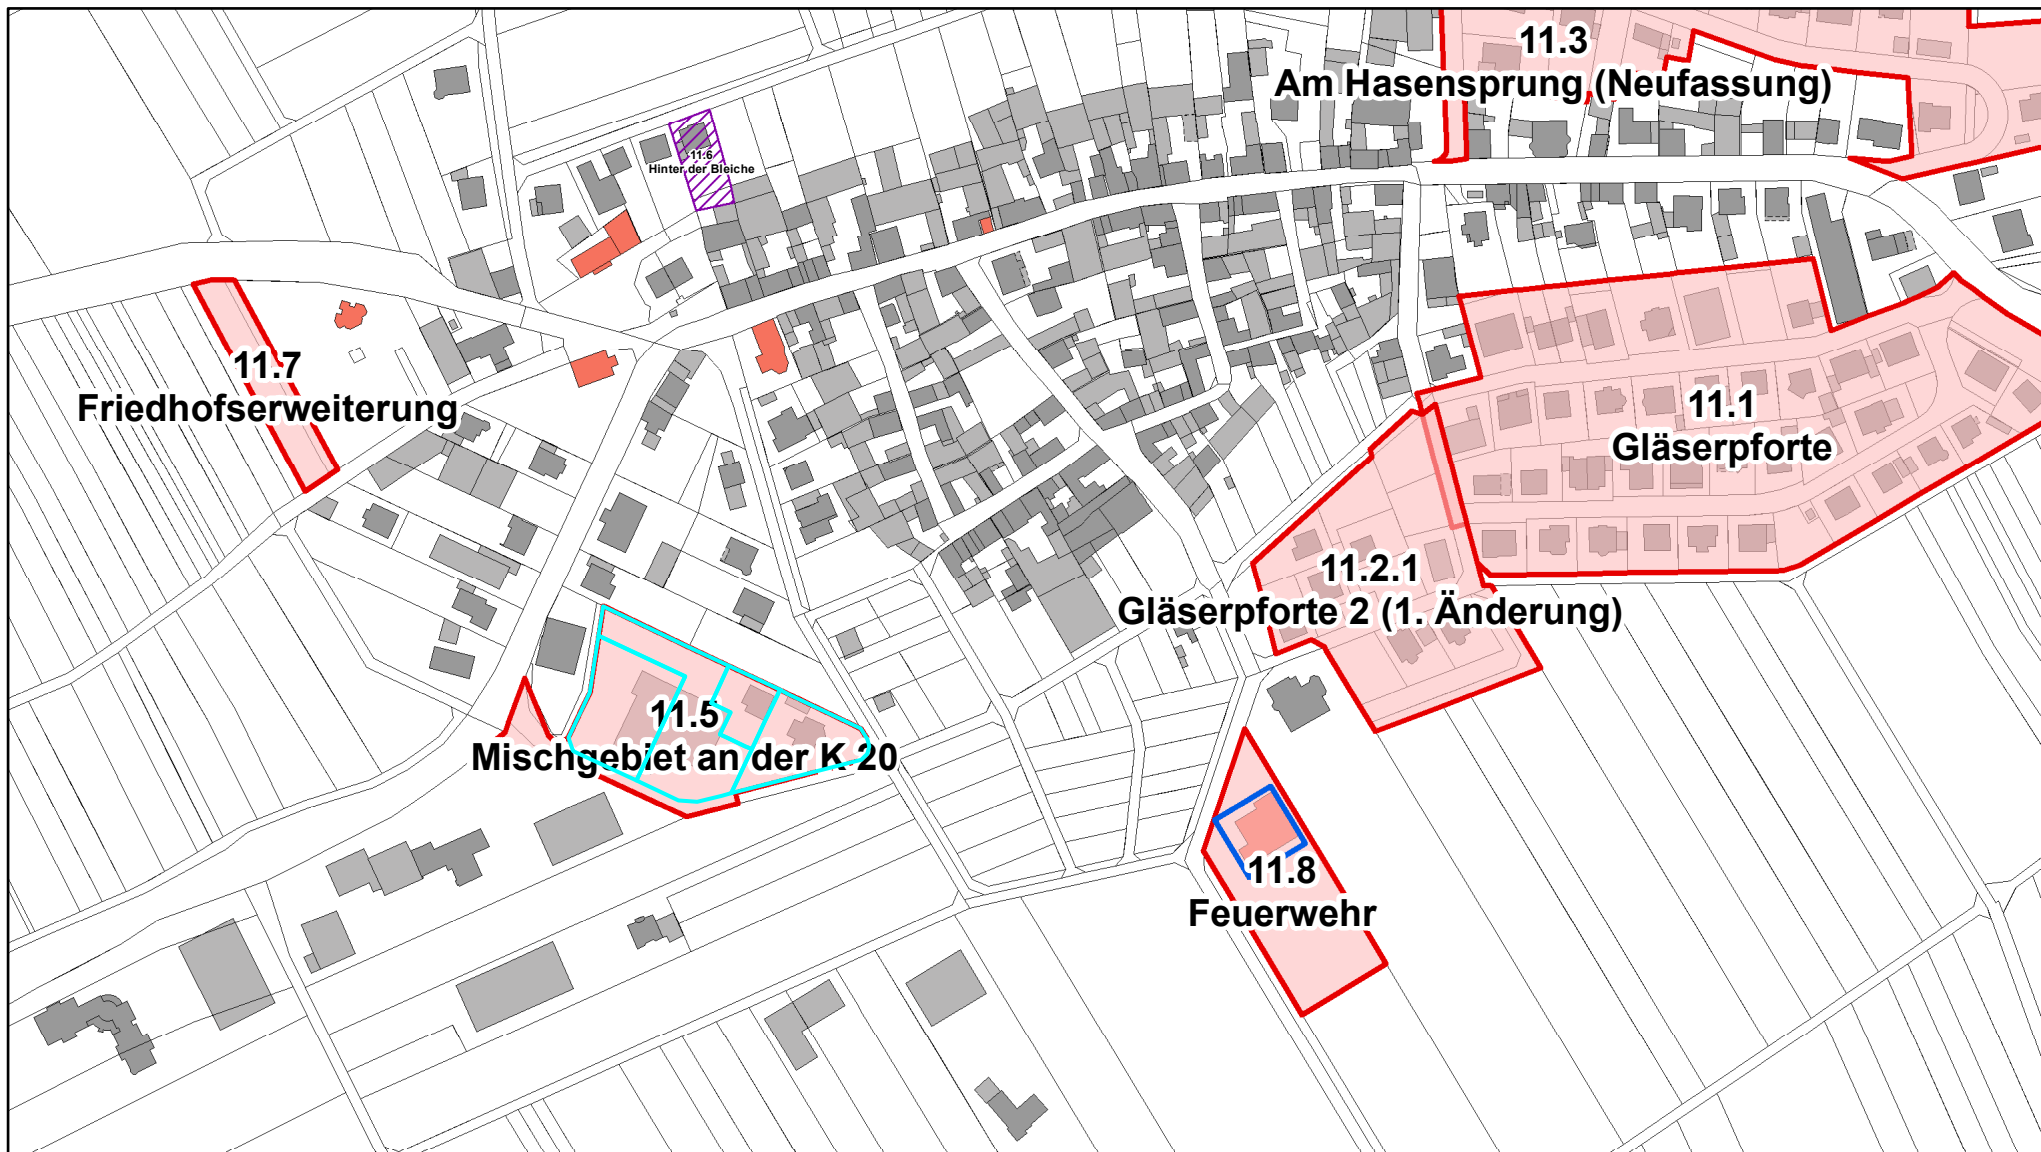 11.3
Am Hasensprung (Neufassung)
11.6
Hinter der Bleiche
11.7
Friedhofserweiterung
11.1
Gläserpforte
11.2.1
Gläserpforte 2 (1. Änderung)
11.5
Mischgebiet an der K 20
11.8
Feuerwehr